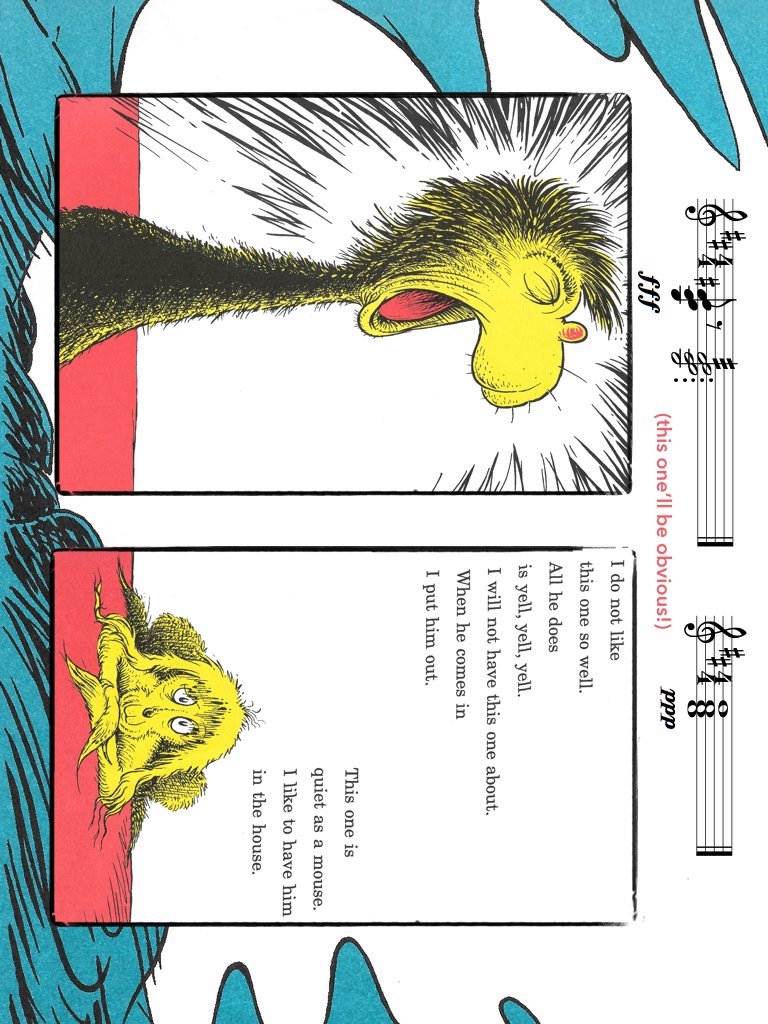 fff
(this one'll be obvious!)
ppp
I do not like
this one so well.
All he does
is yell, yell, yell.
I will not have this one about.
When he comes in
I put him out.
This one is
quiet as a mouse.
I like to have him
in the house.